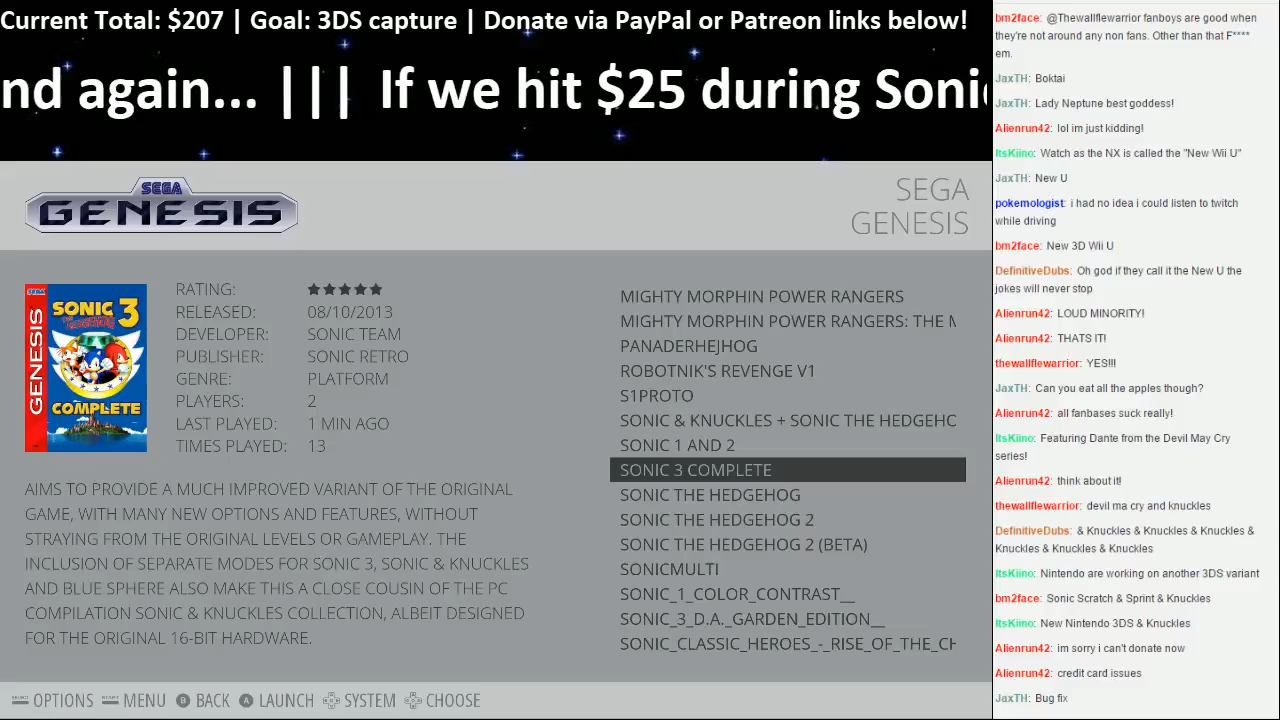 Current Total: $207 | Goal: 3DS capture | Donate via PayPal or Patreon links below!
nd again... ||| If we hit $25 during Sonic
SEGA
GENESIS
SEGA
GENESIS
SEGA
GENESIS
SONIC
THE HEDGEHOG
3
COMPLETE
RATING: ★★★★★
RELEASED: 08/10/2013
DEVELOPER: SONIC TEAM
PUBLISHER: SONIC RETRO
GENRE: PLATFORM
PLAYERS: 2
LAST PLAYED: 1 MIN AGO
TIMES PLAYED: 13
AIMS TO PROVIDE A MUCH IMPROVEVARIANT OF THE ORIGINAL
GAME, WITH MANY NEW OPTIONS AND FEATURES, WITHOUT
STRAYING FROM THE ORIGINAL LEVELS OR GAMEPLAY. THE
INCLUSION OF SEPARATE MODES FOR SONIC 3, SONIC & KNUCKLES
AND BLUE SPHERE ALSO MAKE THIS A CLOSE COUSIN OF THE PC
COMPILATION SONIC & KNUCKLES COLLECTION, ALBEIT DESIGNED
FOR THE ORIGINAL 16-BIT HARDWARE.
MIGHTY MORPHIN POWER RANGERS
MIGHTY MORPHIN POWER RANGERS: THE M
PANADERHEJHOG
ROBOTNIK'S REVENGE V1
S1PROTO
SONIC & KNUCKLES + SONIC THE HEDGEHO
SONIC 1 AND 2
SONIC 3 COMPLETE
SONIC THE HEDGEHOG
SONIC THE HEDGEHOG 2
SONIC THE HEDGEHOG 2 (BETA)
SONICMULTI
SONIC_1_COLOR_CONTRAST__
SONIC_3_D.A._GARDEN_EDITION__
SONIC_CLASSIC_HEROES_-_RISE_OF_THE_CH
SELECT OPTIONS START MENU B BACK A LAUNCH SYSTEM CHOOSE
bm2face: @Thewallflewarrior fanboys are good when
they're not around any non fans. Other than that F****
em.
JaxTH: Boktai
JaxTH: Lady Neptune best goddess!
Alienrun42: lol im just kidding!
ItsKiino: Watch as the NX is called the "New Wii U"
JaxTH: New U
pokemologist: i had no idea i could listen to twitch
while driving
bm2face: New 3D Wii U
DefinitiveDubs: Oh god if they call it the New U the
jokes will never stop
Alienrun42: LOUD MINORITY!
Alienrun42: THATS IT!
thewallflewarrior: YES!!!
JaxTH: Can you eat all the apples though?
Alienrun42: all fanbases suck really!
ItsKiino: Featuring Dante from the Devil May Cry
series!
Alienrun42: think about it!
thewallflewarrior: devil ma cry and knuckles
DefinitiveDubs: & Knuckles & Knuckles & Knuckles &
Knuckles & Knuckles & Knuckles
ItsKiino: Nintendo are working on another 3DS variant
bm2face: Sonic Scratch & Sprint & Knuckles
ItsKiino: New Nintendo 3DS & Knuckles
Alienrun42: im sorry i can't donate now
Alienrun42: credit card issues
JaxTH: Bug fix